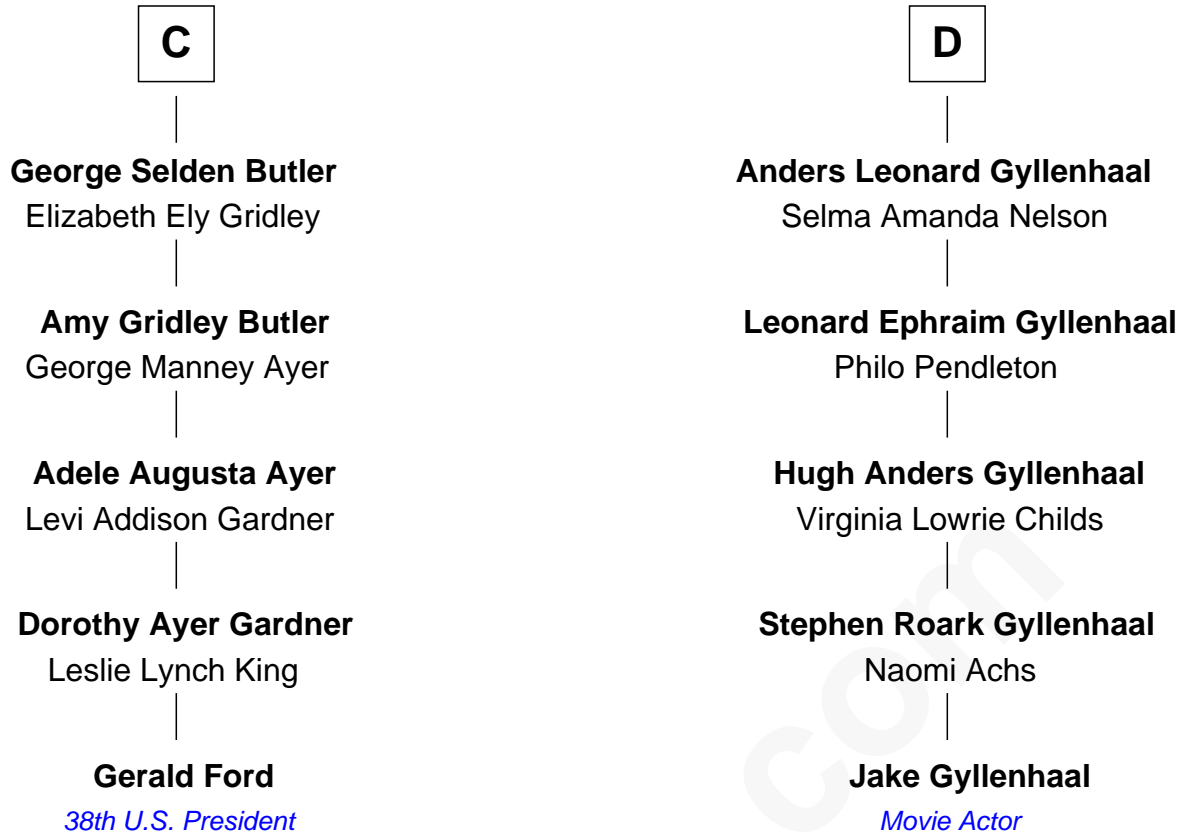 C
George Selden Butler
Elizabeth Ely Gridley
Amy Gridley Butler
George Manney Ayer
Adele Augusta Ayer
Levi Addison Gardner
Dorothy Ayer Gardner
Leslie Lynch King
Gerald Ford
38th U.S. President
D
Anders Leonard Gyllenhaal
Selma Amanda Nelson
Leonard Ephraim Gyllenhaal
Philo Pendleton
Hugh Anders Gyllenhaal
Virginia Lowrie Childs
Stephen Roark Gyllenhaal
Naomi Achs
Jake Gyllenhaal
Movie Actor
com